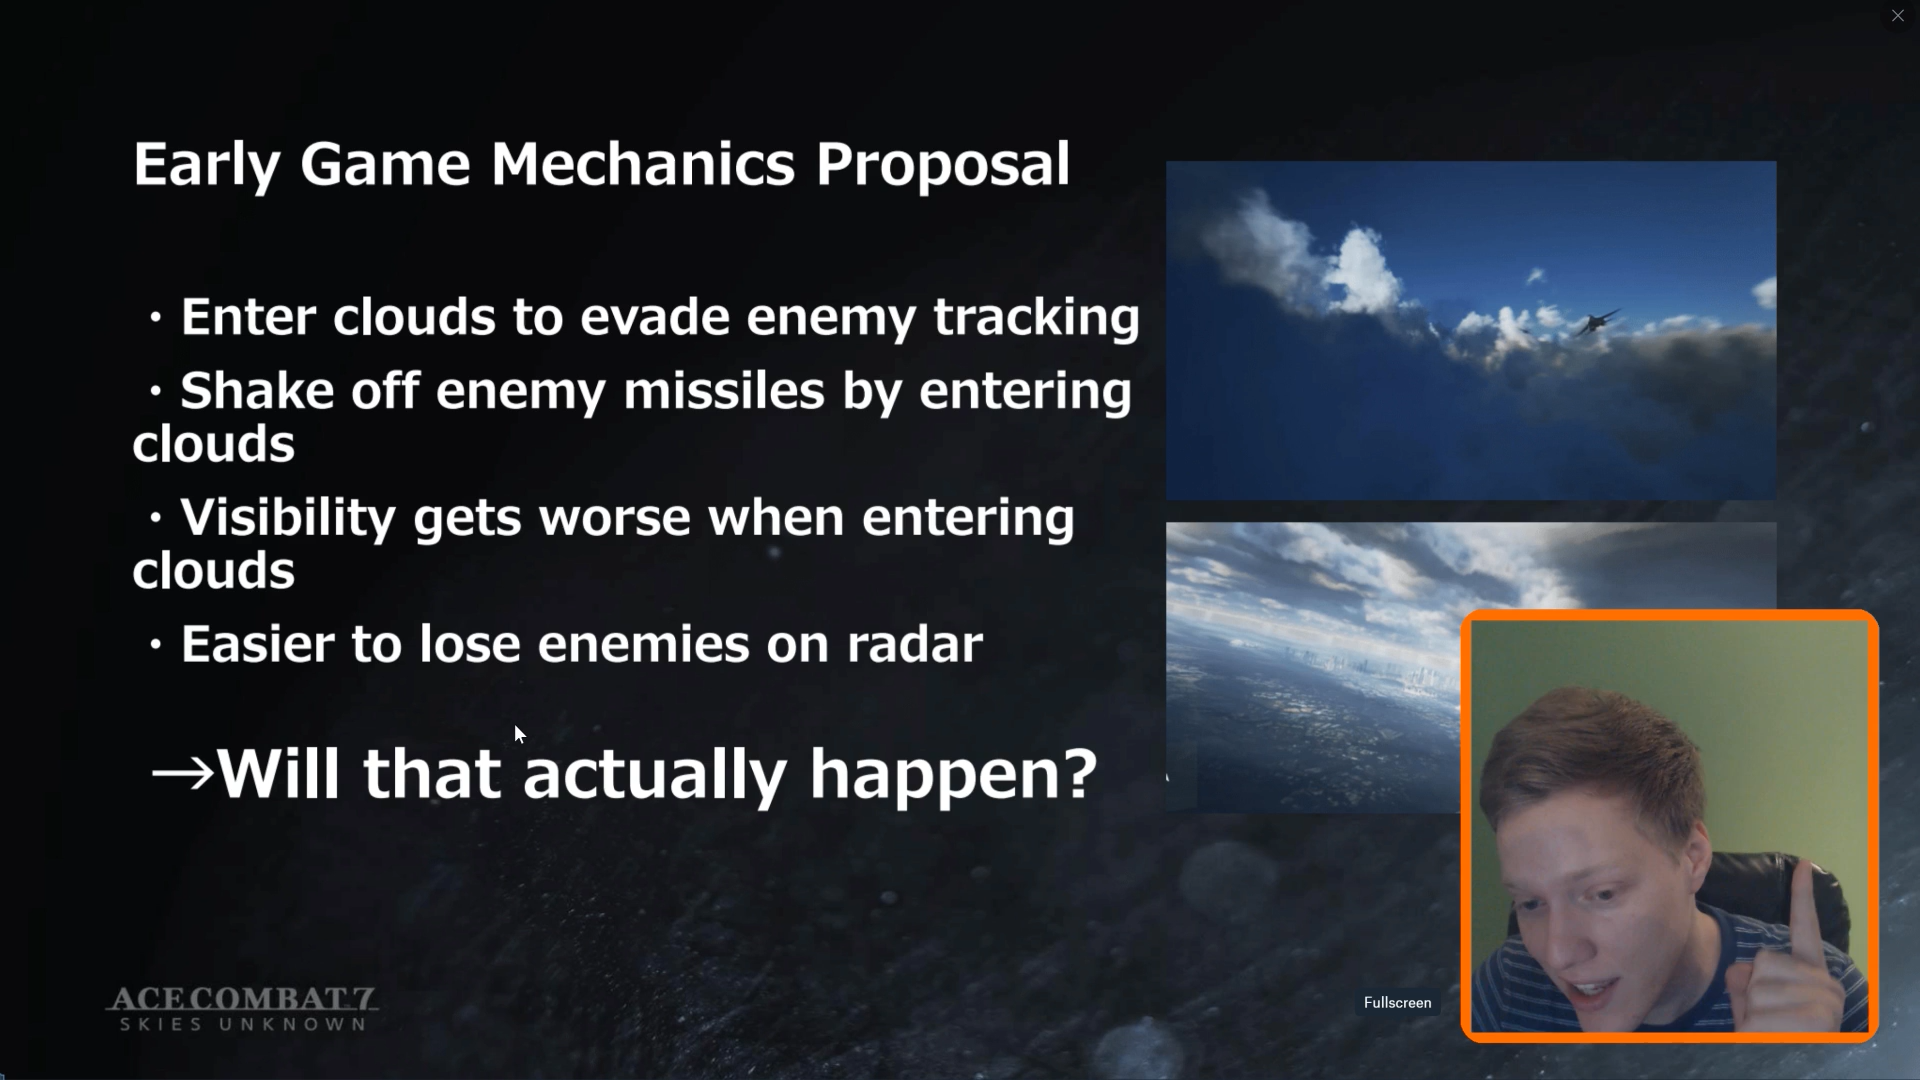 Early Game Mechanics Proposal
・Enter clouds to evade enemy tracking
・Shake off enemy missiles by entering
clouds
・Visibility gets worse when entering
clouds
・Easier to lose enemies on radar
→Will that actually happen?
ACE COMBAT 7
SKIES UNKNOWN
Fullscreen